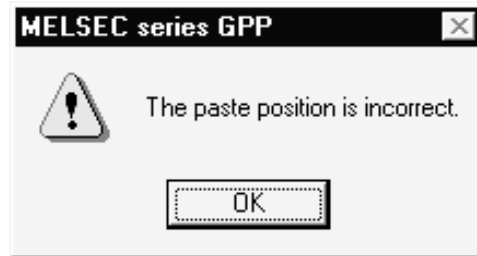 MELSEC series GPP
The paste position is incorrect.
OK